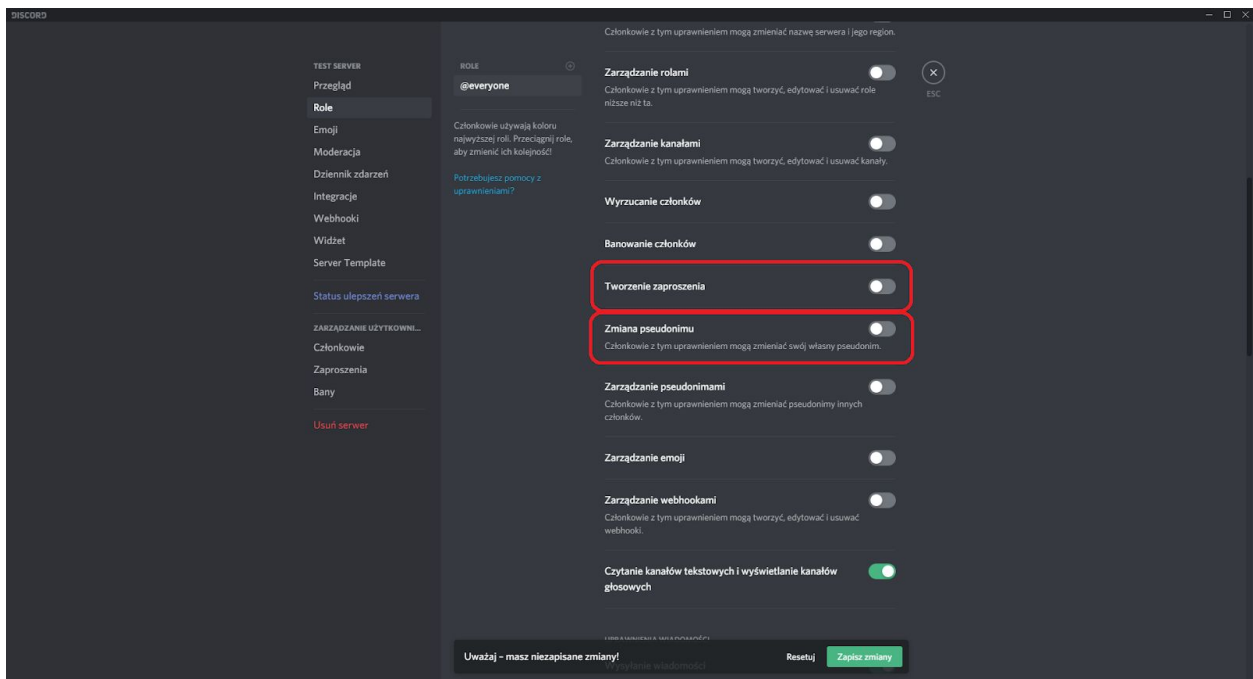 DISCORD
TEST SERVER
Przegląd
Role
Emoji
Moderacja
Dziennik zdarzeń
Integracje
Webhooki
Widżet
Server Template
Status ulepszeń serwera
ZARZĄDZANIE UŻYTKOWNI...
Członkowie
Zaproszenia
Bany
Usuń serwer
ROLE
@everyone
Członkowie używają koloru
najwyższej roli. Przeciągnij role,
aby zmienić ich kolejność!
Potrzebujesz pomocy z
uprawnieniami?
Członkowie z tym uprawnieniem mogą zmieniać nazwę serwera i jego region.
Zarządzanie rolami
Członkowie z tym uprawnieniem mogą tworzyć, edytować i usuwać role
niższe niż ta.
Zarządzanie kanałami
Członkowie z tym uprawnieniem mogą tworzyć, edytować i usuwać kanały.
Wyrzucanie członków
Banowanie członków
Tworzenie zaproszenia
Zmiana pseudonimu
Członkowie z tym uprawnieniem mogą zmieniać swój własny pseudonim.
Zarządzanie pseudonimami
Członkowie z tym uprawnieniem mogą zmieniać pseudonimy innych
członków.
Zarządzanie emoji
Zarządzanie webhookami
Członkowie z tym uprawnieniem mogą tworzyć, edytować i usuwać
webhooki.
Czytanie kanałów tekstowych i wyświetlanie kanałów
głosowych
UPRAWNIENIA WIADOMOŚCI
Uważaj – masz niezapisane zmiany!
Resetuj
Zapisz zmiany
Wysyłanie wiadomości
ESC